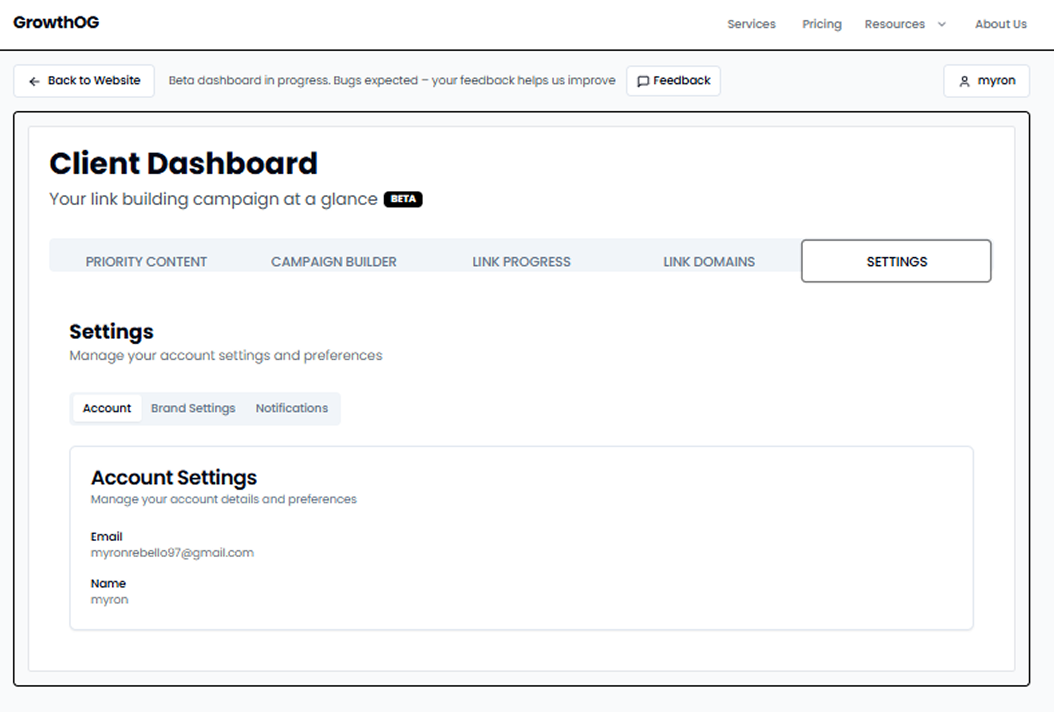 GrowthOG
Services Pricing Resources About Us
Back to Website Beta dashboard in progress. Bugs expected – your feedback helps us improve Feedback myron
Client Dashboard
Your link building campaign at a glance BETA
PRIORITY CONTENT CAMPAIGN BUILDER LINK PROGRESS LINK DOMAINS SETTINGS
Settings
Manage your account settings and preferences
Account Brand Settings Notifications
Account Settings
Manage your account details and preferences
Email
myronrebello97@gmail.com
Name
myron